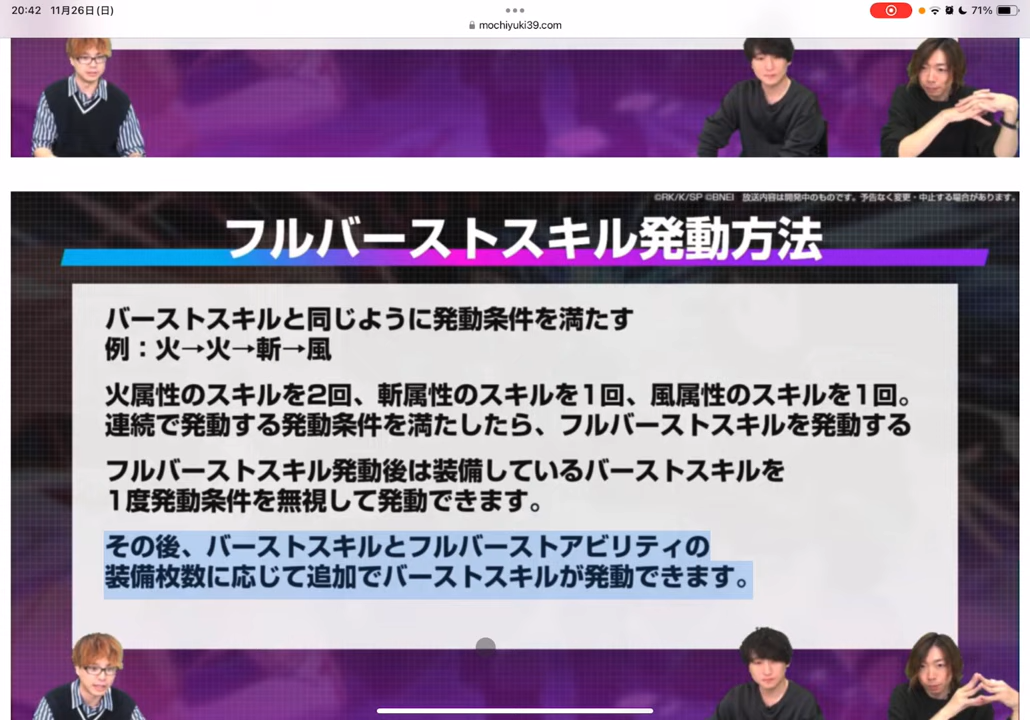 20:42 11月26日(日)
71%
mochiyuki39.com
©RK/K/SP ©BNEI 放送内容は開発中のものです。予告なく変更・中止する場合があります。
フルバーストスキル発動方法
バーストスキルと同じように発動条件を満たす
例：火→火→斬→風
火属性のスキルを2回、斬属性のスキルを1回、風属性のスキルを1回。
連続で発動する発動条件を満たしたら、フルバーストスキルを発動する
フルバーストスキル発動後は装備しているバーストスキルを
1度発動条件を無視して発動できます。
その後、バーストスキルとフルバーストアビリティの
装備枚数に応じて追加でバーストスキルが発動できます。